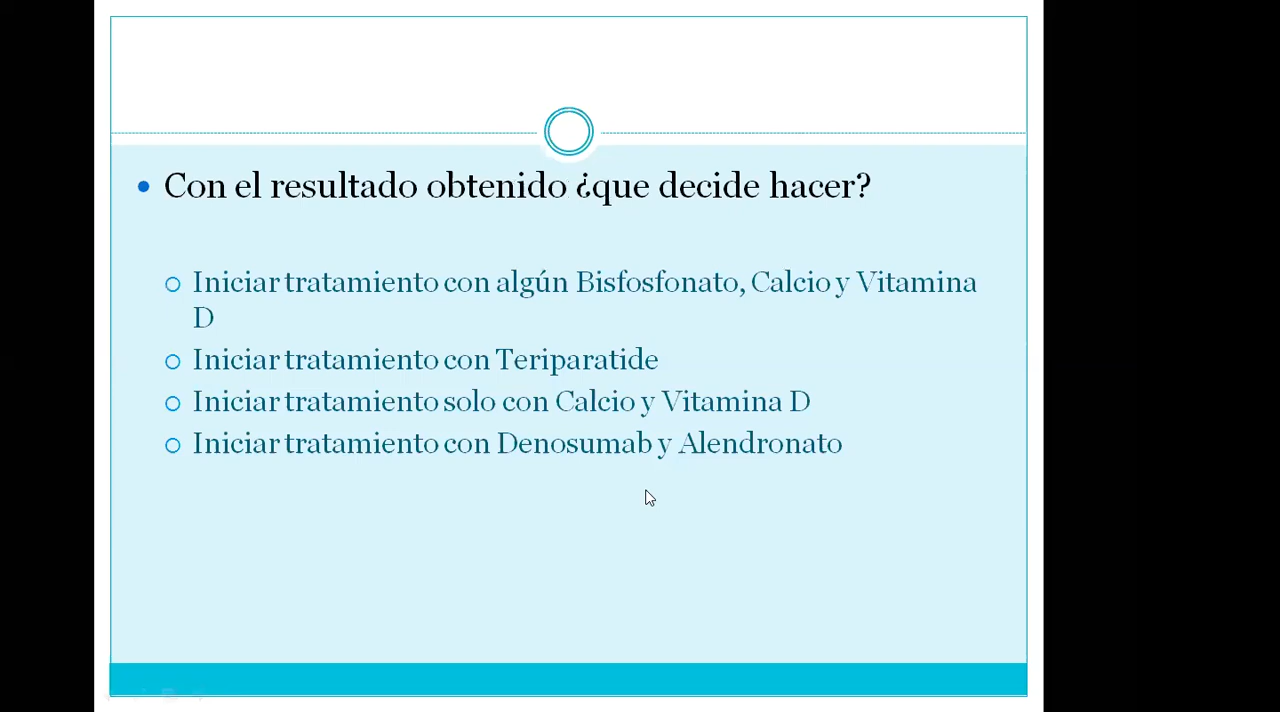 Con el resultado obtenido ¿que decide hacer?
Iniciar tratamiento con algún Bisfosfonato, Calcio y Vitamina
D
Iniciar tratamiento con Teriparatide
Iniciar tratamiento solo con Calcio y Vitamina D
Iniciar tratamiento con Denosumab y Alendronato